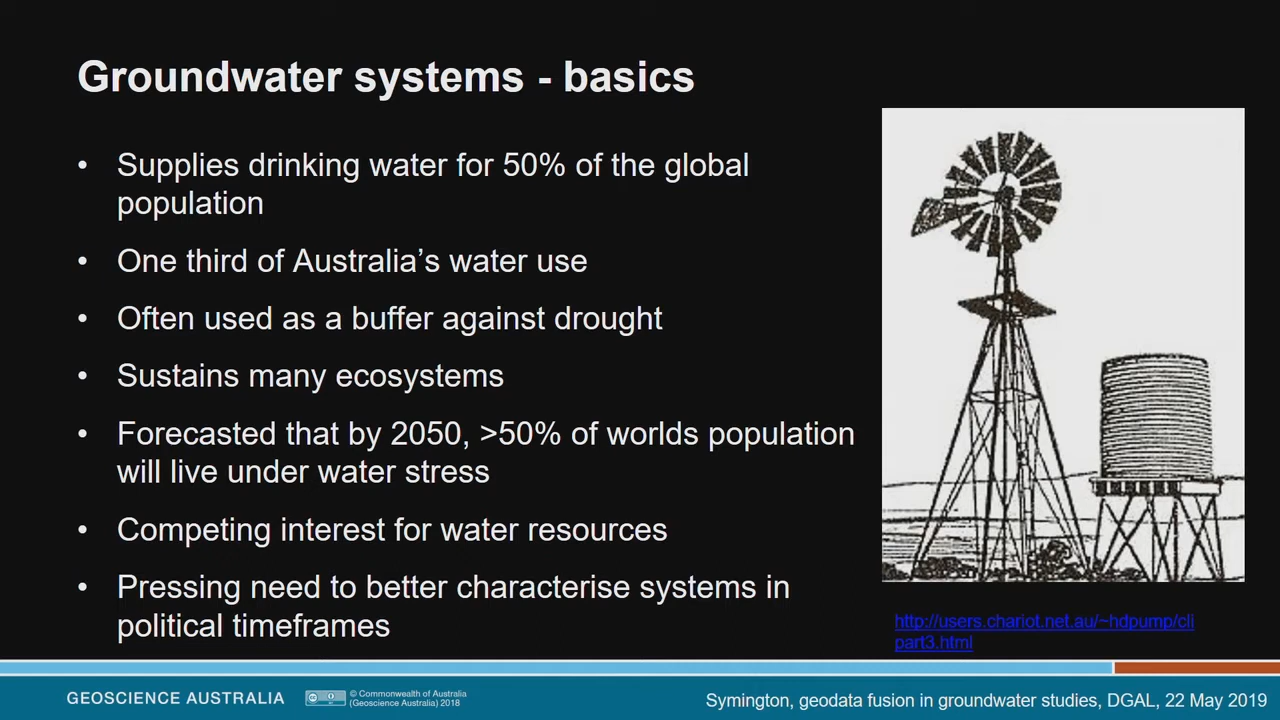 Groundwater systems - basics
• Supplies drinking water for 50% of the global
population
• One third of Australia’s water use
• Often used as a buffer against drought
• Sustains many ecosystems
• Forecasted that by 2050, >50% of worlds population
will live under water stress
• Competing interest for water resources
• Pressing need to better characterise systems in
political timeframes
http://users.chariot.net.au/~hdpump/cli
part3.html
GEOSCIENCE AUSTRALIA
© Commonwealth of Australia
(Geoscience Australia) 2018
Symington, geodata fusion in groundwater studies, DGAL, 22 May 2019